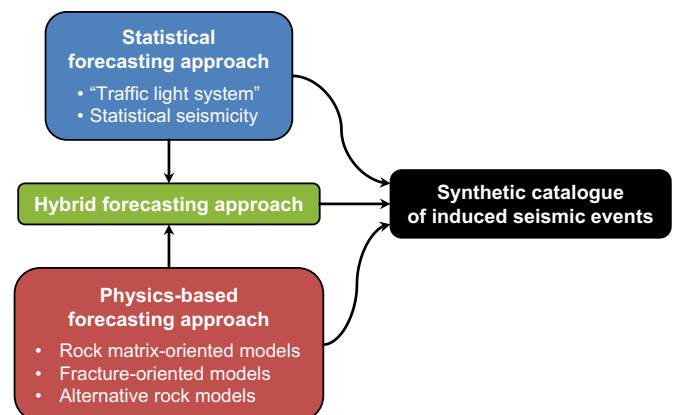 Statistical
forecasting approach
• “Traffic light system”
• Statistical seismicity
Hybrid forecasting approach
Synthetic catalogue
of induced seismic events
Physics-based
forecasting approach
• Rock matrix-oriented models
• Fracture-oriented models
• Alternative rock models